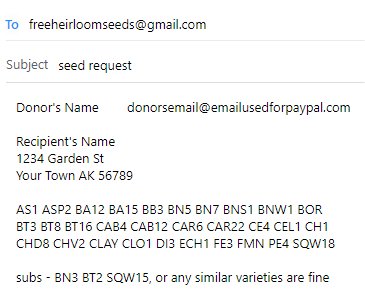 To freeheirloomseeds@gmail.com
Subject seed request
Donor's Name donorsemail@emailusedforpaypal.com
Recipient's Name
1234 Garden St
Your Town AK 56789
AS1 ASP2 BA12 BA15 BB3 BN5 BN7 BNS1 BNW1 BOR
BT3 BT8 BT16 CAB4 CAB12 CAR6 CAR22 CE4 CEL1 CH1
CHD8 CHV2 CLAY CLO1 DI3 ECH1 FE3 FMN PE4 SQW18
subs - BN3 BT2 SQW15, or any similar varieties are fine